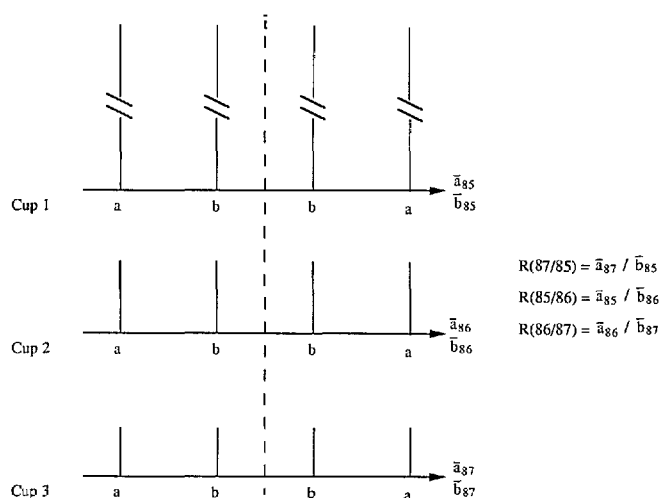 t̄
ā85
Cup 1 a b b a b̄85
ā86
Cup 2 a b b a b̄86
ā87
Cup 3 a b b a b̄87
R(87/85) = ā87 / b̄85
R(85/86) = ā85 / b̄86
R(86/87) = ā86 / b̄87